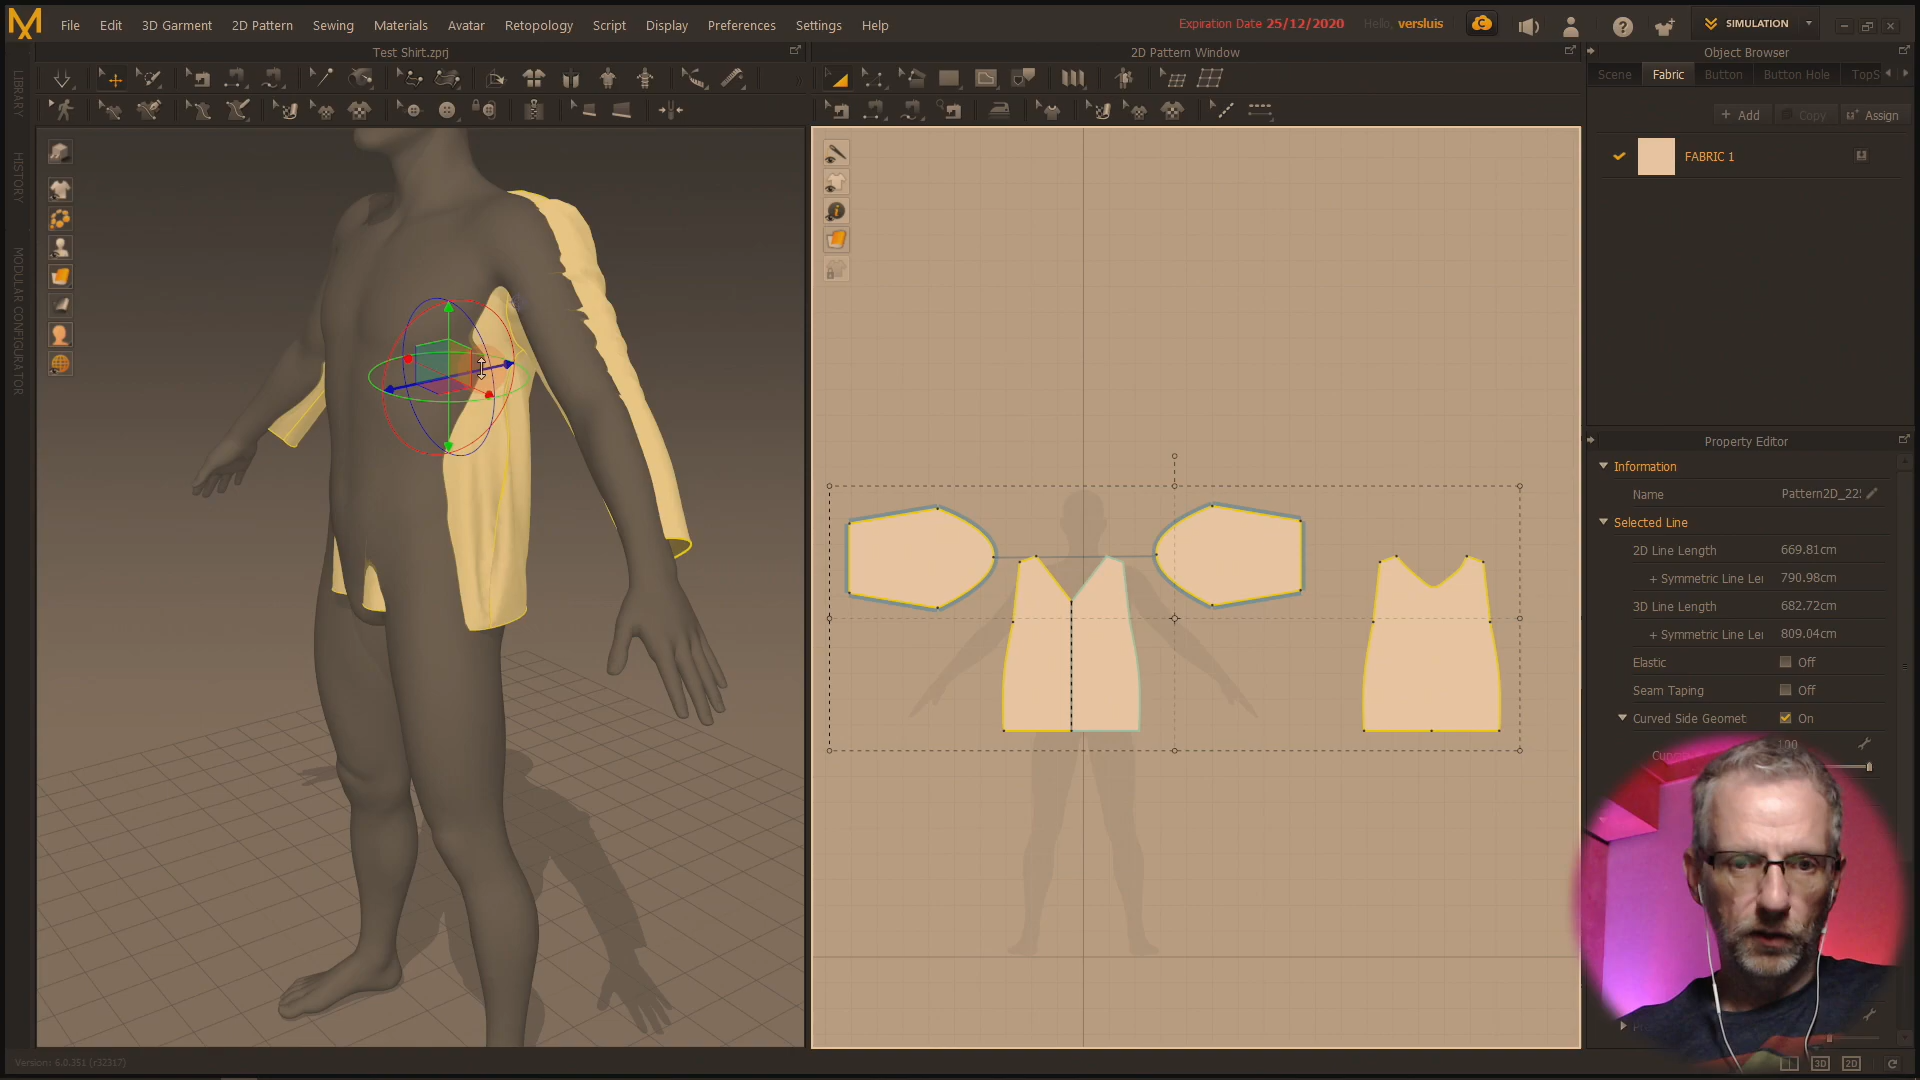 File Edit 3D Garment 2D Pattern Sewing Materials Avatar Retopology Script Display Preferences Settings Help
Expiration Date 25/12/2020 Hello, versluis SIMULATION
Test Shirt.zprj
2D Pattern Window
Object Browser
Scene Fabric Button Button Hole TopS
+ Add Copy Assign
FABRIC 1
LIBRARY
HISTORY
MODULAR CONFIGURATOR
Property Editor
Information
Name Pattern2D_22
Selected Line
2D Line Length 669.81cm
+ Symmetric Line Ler 790.98cm
3D Line Length 682.72cm
+ Symmetric Line Ler 809.04cm
Elastic Off
Seam Taping Off
Curved Side Geomet On
100
Version: 6.0.351 (r32317)
3D 2D